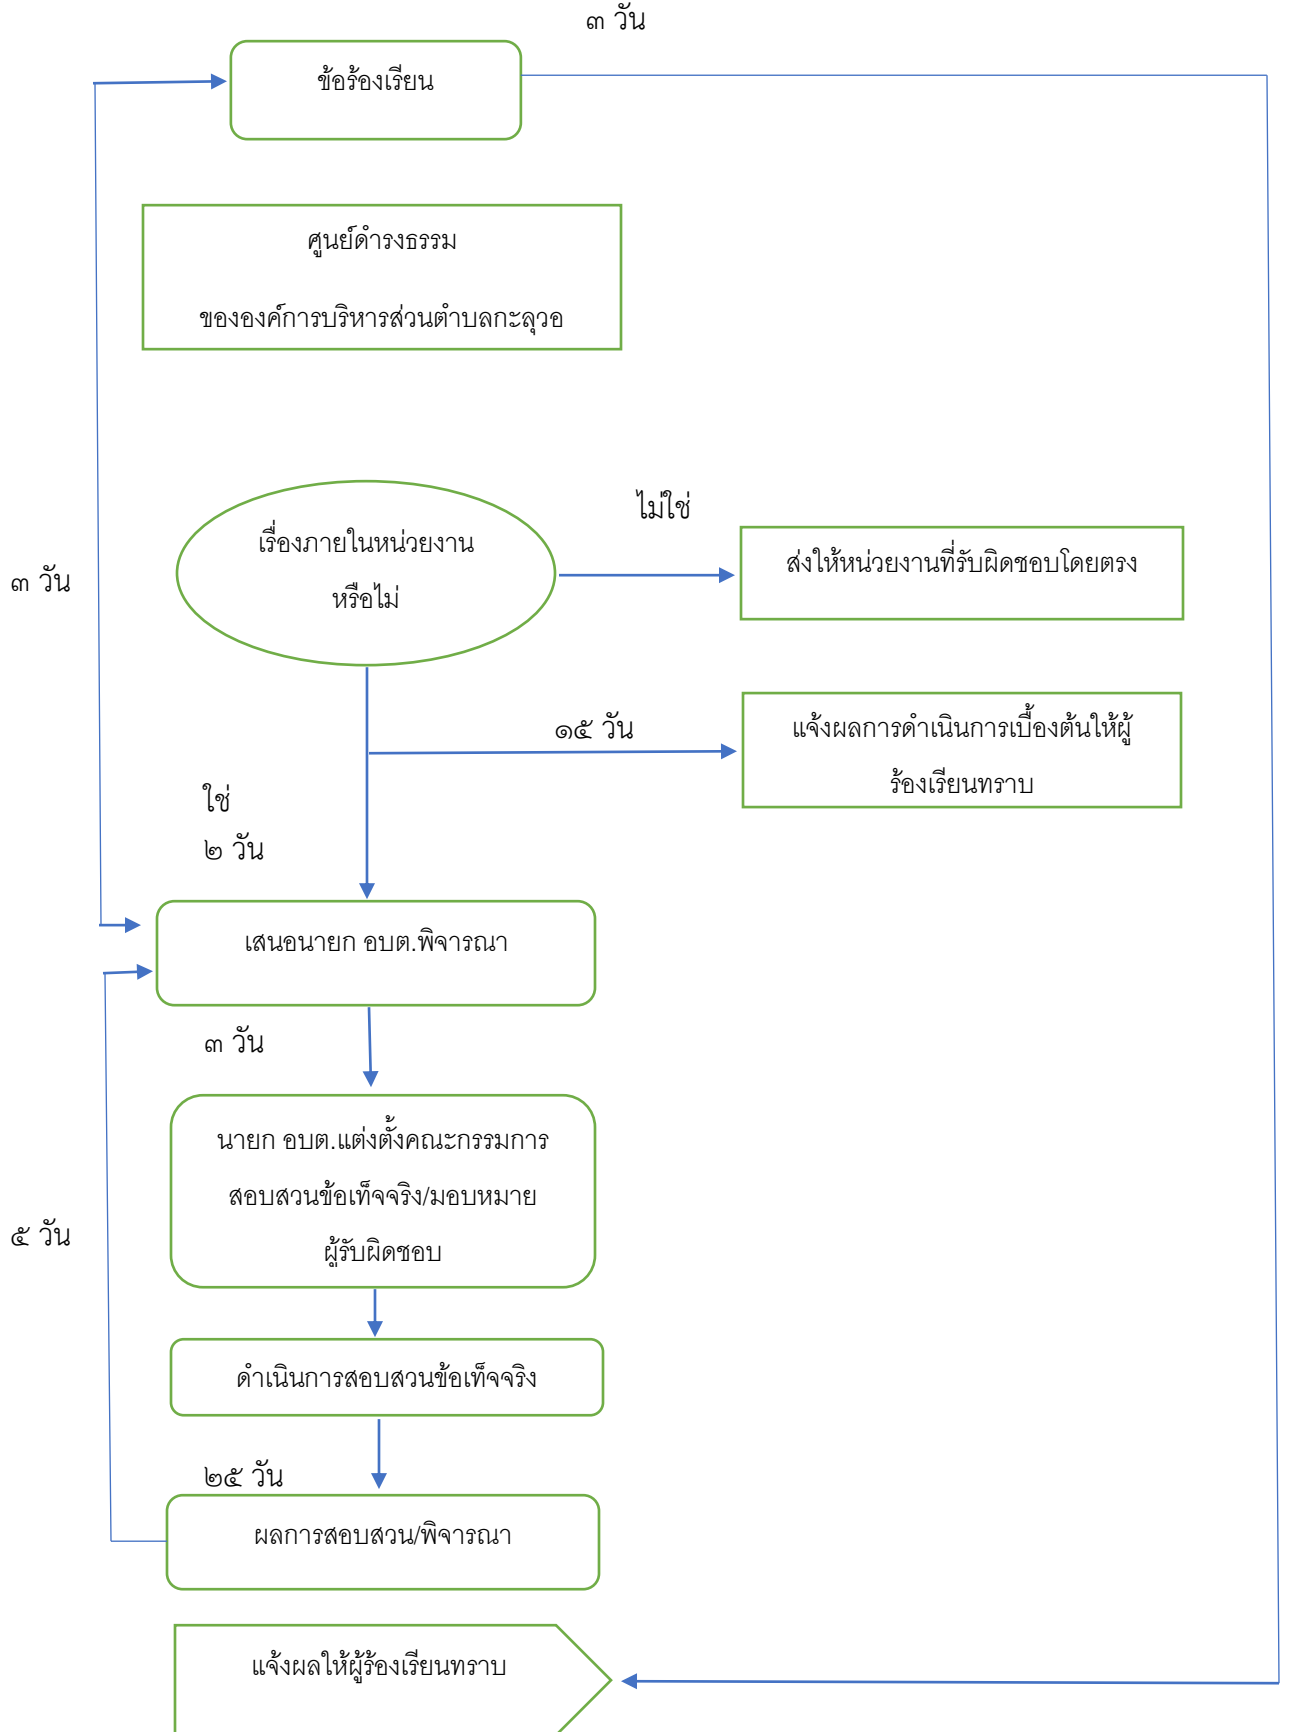 ๓ วัน
ข้อร้องเรียน
ศูนย์ดำรงธรรม
ขององค์การบริหารส่วนตำบลกะลุวอ
ไม่ใช่
เรื่องภายในหน่วยงาน
หรือไม่
ส่งให้หน่วยงานที่รับผิดชอบโดยตรง
๓ วัน
๑๕ วัน
แจ้งผลการดำเนินการเบื้องต้นให้ผู้
ร้องเรียนทราบ
ใช่
๒ วัน
เสนอนายก อบต.พิจารณา
๓ วัน
นายก อบต.แต่งตั้งคณะกรรมการ
สอบสวนข้อเท็จจริง/มอบหมาย
ผู้รับผิดชอบ
๕ วัน
ดำเนินการสอบสวนข้อเท็จจริง
๒๕ วัน
ผลการสอบสวน/พิจารณา
แจ้งผลให้ผู้ร้องเรียนทราบ